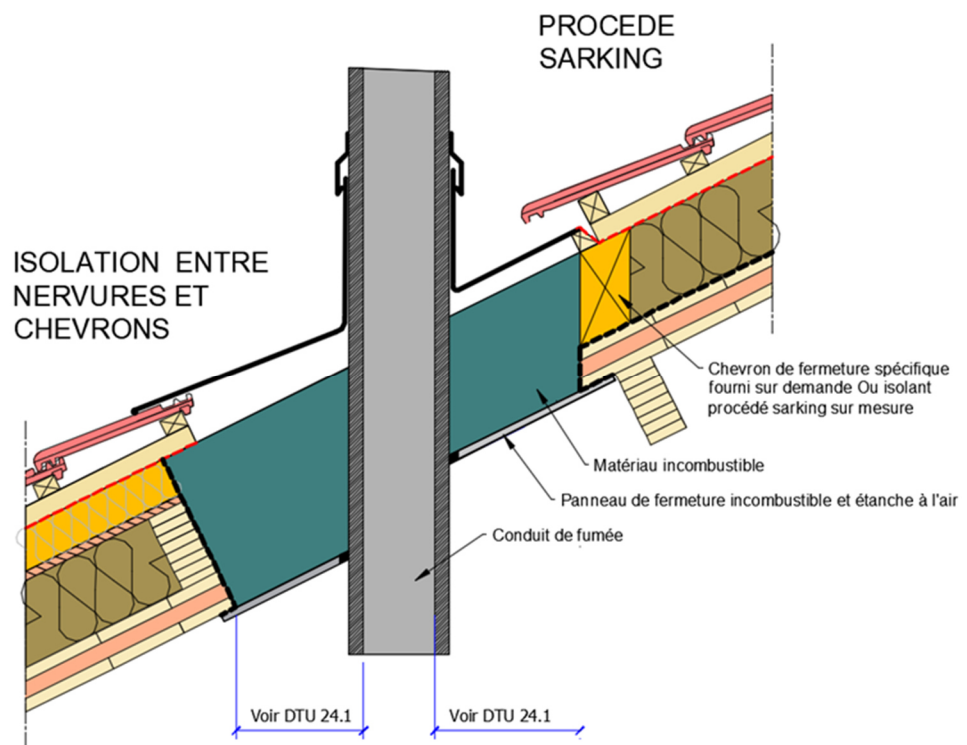 PROCEDE
SARKING
ISOLATION ENTRE
NERVURES ET
CHEVRONS
Chevron de fermeture spécifique
fourni sur demande Ou isolant
procédé sarking sur mesure
Matériau incombustible
Panneau de fermeture incombustible et étanche à l'air
Conduit de fumée
Voir DTU 24.1
Voir DTU 24.1